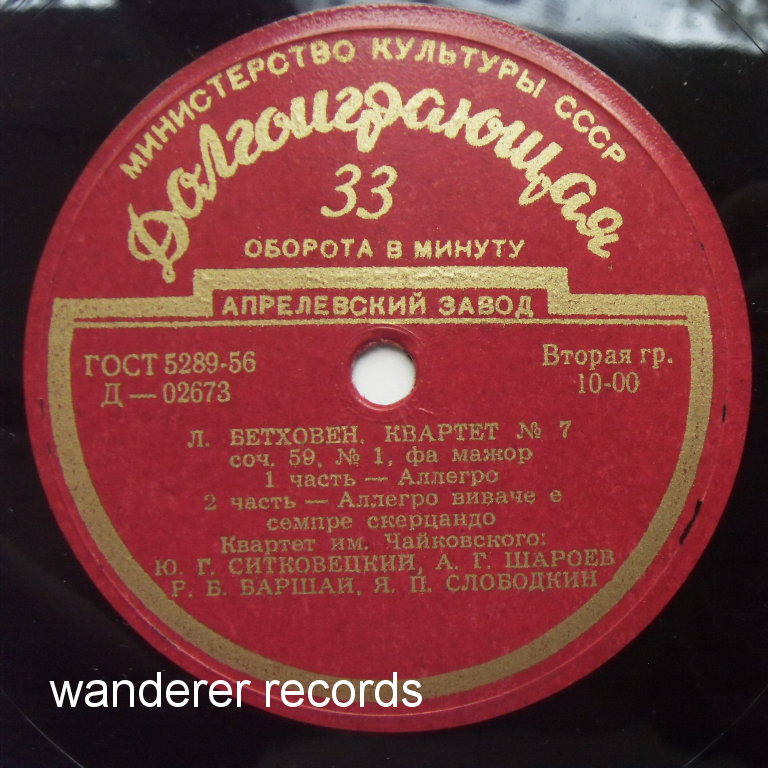 МИНИСТЕРСТВО КУЛЬТУРЫ СССР
Долгоиграющая
33
ОБОРОТА В МИНУТУ
АПРЕЛЕВСКИЙ ЗАВОД
ГОСТ 5289-56
Д — 02673
Вторая гр.
10-00
Л. БЕТХОВЕН. КВАРТЕТ № 7
соч. 59, № 1, фа мажор
1 часть — Аллегро
2 часть — Аллегро виваче е
семпре скерцандо
Квартет им. Чайковского:
Ю. Г. СИТКОВЕЦКИЙ, А. Г. ШАРОЕВ
Р. Б. БАРШАЙ, Я. П. СЛОБОДКИН
wanderer records